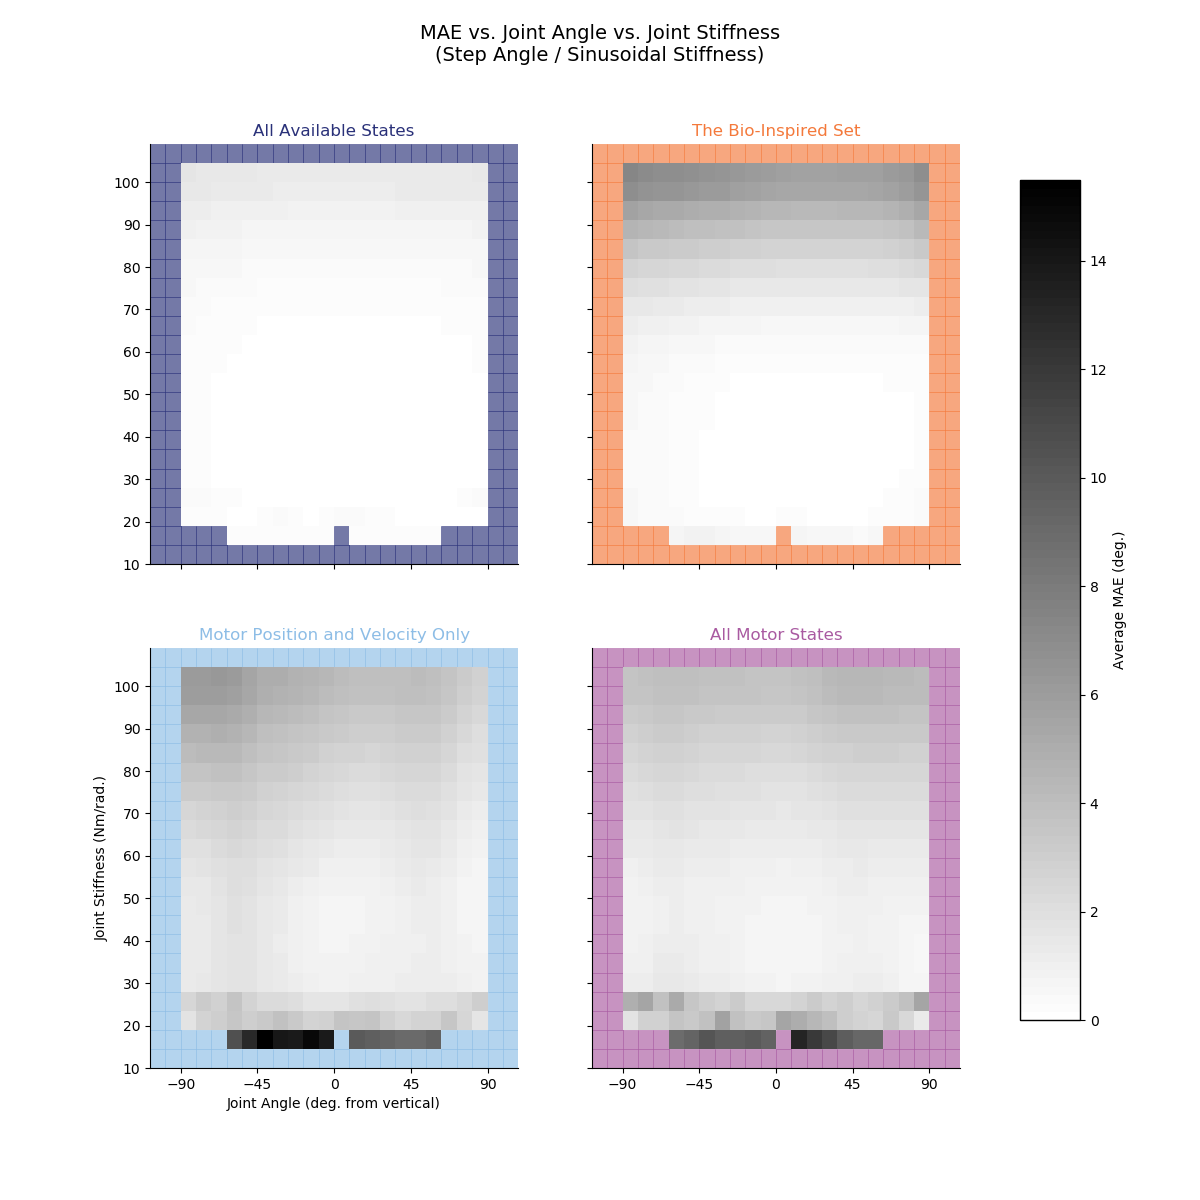 MAE vs. Joint Angle vs. Joint Stiffness
(Step Angle / Sinusoidal Stiffness)
All Available States
The Bio-Inspired Set
100
90
80
70
60
50
40
30
20
10
14
12
10
8
6
4
2
0
Average MAE (deg.)
Motor Position and Velocity Only
All Motor States
100
90
80
70
60
50
40
30
20
10
Joint Stiffness (Nm/rad.)
−90 −45 0 45 90
−90 −45 0 45 90
Joint Angle (deg. from vertical)